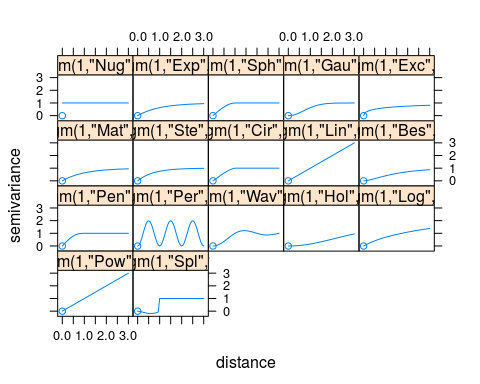 0.0 1.0 2.0 3.0 0.0 1.0 2.0 3.0
m(1,"Nug" m(1,"Exp", m(1,"Sph" m(1,"Gau" m(1,"Exc",
3
2
1
0
m(1,"Mat", m(1,"Ste", m(1,"Cir", m(1,"Lin", m(1,"Bes",
3
2
1
0
m(1,"Pen" m(1,"Per", m(1,"Wav" m(1,"Hol", m(1,"Log",
3
2
1
0
m(1,"Pow" m(1,"Spl",
3
2
1
0
0.0 1.0 2.0 3.0
semivariance
distance